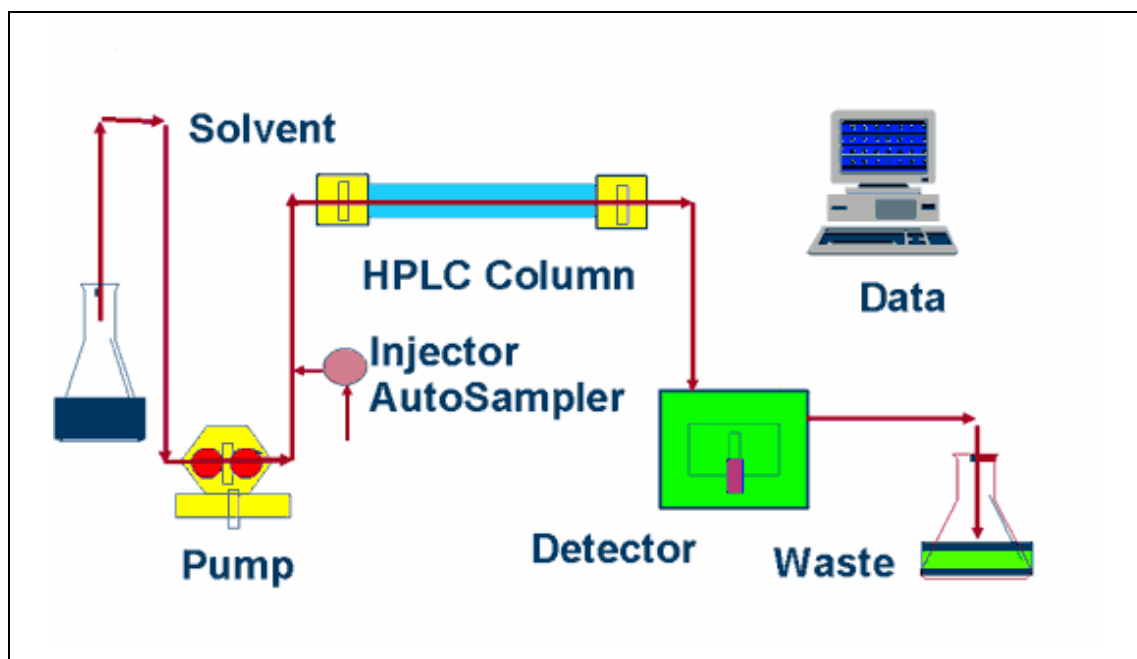 Solvent
HPLC Column
Data
Injector
AutoSampler
Pump
Detector
Waste